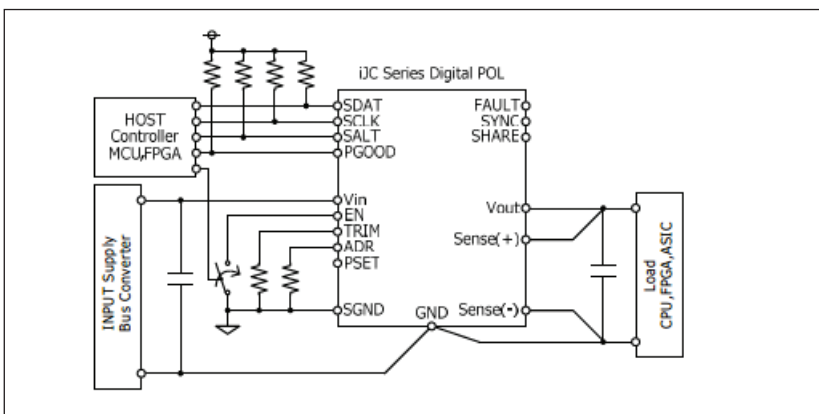 iJC Series Digital POL
HOST
Controller
MCU,FPGA
SDAT
SCLK
SALT
PGOOD
FAULT
SYNC
SHARE
INPUT Supply
Bus Converter
Vin
EN
TRIM
ADR
PSET
SGND
GND
Vout
Sense(+)
Sense(-)
Load
CPU,FPGA,ASIC